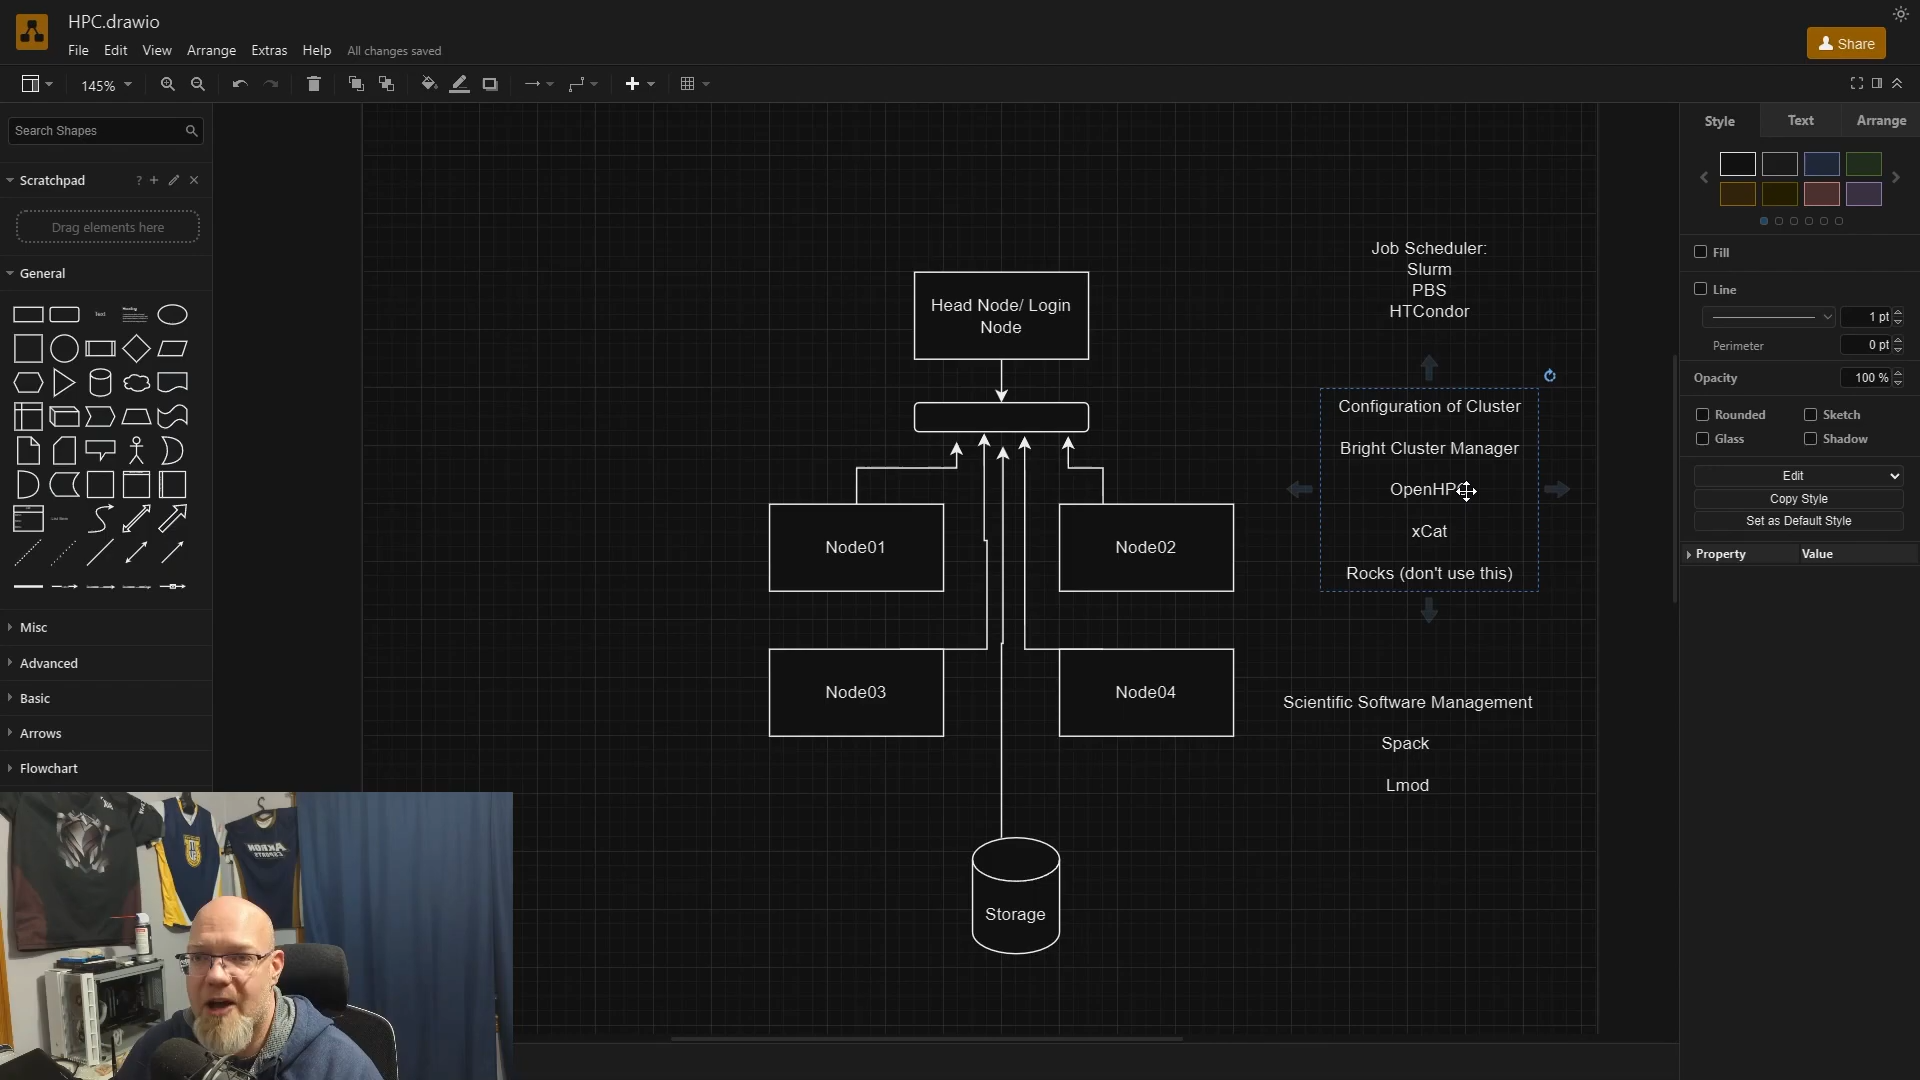 HPC.drawio
File Edit View Arrange Extras Help All changes saved
Share
145%
Search Shapes
Scratchpad
?
Drag elements here
General
Text
Heading
List Item
Misc
Advanced
Basic
Arrows
Flowchart
Head Node/ Login
Node
Node01
Node02
Node03
Node04
Storage
Job Scheduler:
Slurm
PBS
HTCondor
Configuration of Cluster
Bright Cluster Manager
OpenHPC
xCat
Rocks (don't use this)
Scientific Software Management
Spack
Lmod
Style Text Arrange
Fill
Line
1 pt
Perimeter 0 pt
Opacity 100 %
Rounded Sketch
Glass Shadow
Edit
Copy Style
Set as Default Style
Property Value